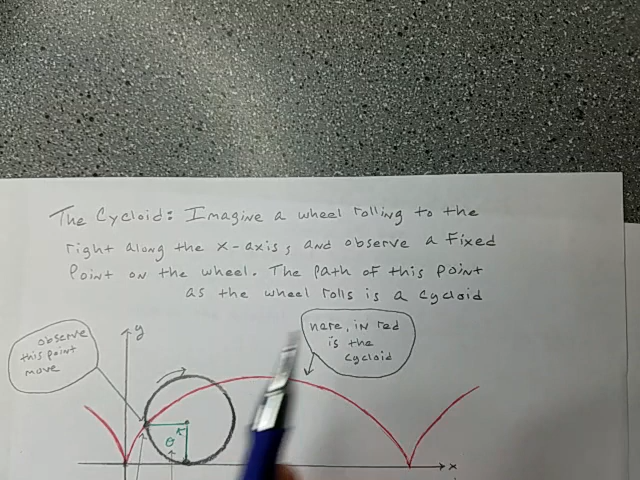 The Cycloid: Imagine a wheel rolling to the
right along the x-axis, and observe a Fixed
Point on the wheel. The path of this point
as the wheel rolls is a cycloid
observe
this point
move
y
here, in red
is the
cycloid
θ
x